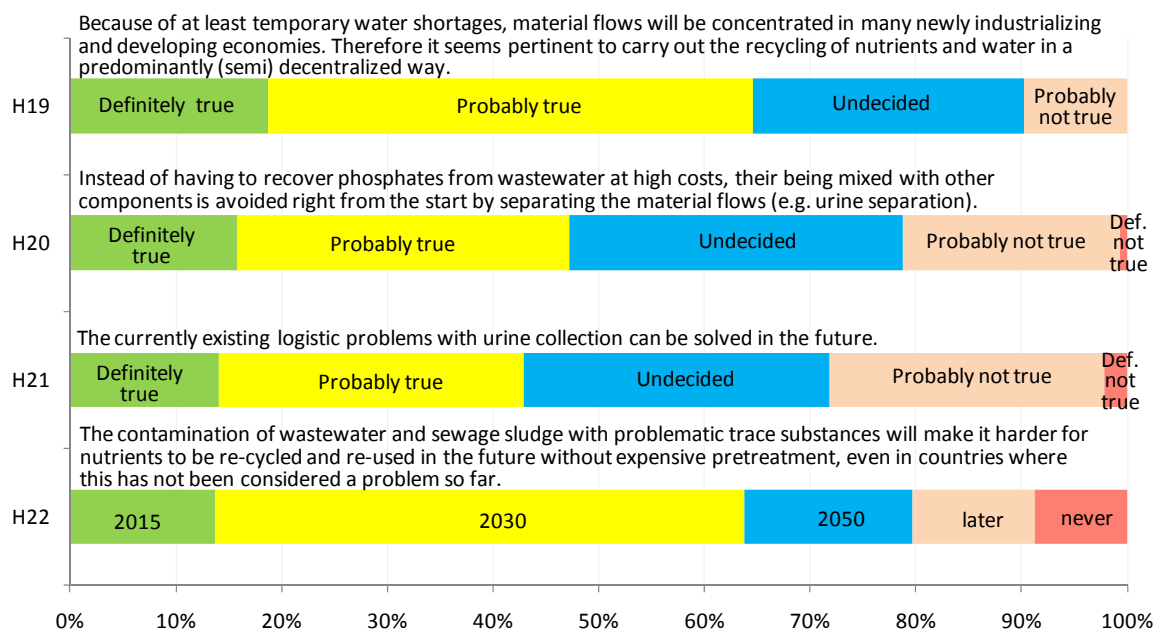 Because of at least temporary water shortages, material flows will be concentrated in many newly industrializing
and developing economies. Therefore it seems pertinent to carry out the recycling of nutrients and water in a
predominantly (semi) decentralized way.
H19
Definitely true
Probably true
Undecided
Probably
not true
Instead of having to recover phosphates from wastewater at high costs, their being mixed with other
components is avoided right from the start by separating the material flows (e.g. urine separation).
H20
Definitely
true
Probably true
Undecided
Probably not true
Def.
not
true
The currently existing logistic problems with urine collection can be solved in the future.
H21
Definitely
true
Probably true
Undecided
Probably not true
Def.
not
true
The contamination of wastewater and sewage sludge with problematic trace substances will make it harder for
nutrients to be re-cycled and re-used in the future without expensive pretreatment, even in countries where
this has not been considered a problem so far.
H22
2015
2030
2050
later
never
0% 10% 20% 30% 40% 50% 60% 70% 80% 90% 100%